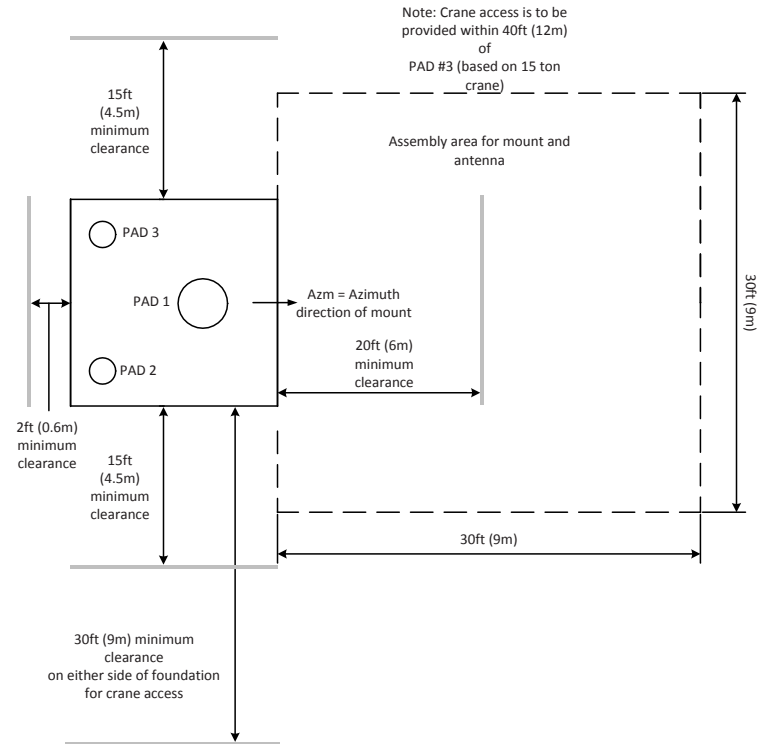 Note: Crane access is to be
provided within 40ft (12m)
of
PAD #3 (based on 15 ton
crane)
15ft
(4.5m)
minimum
clearance
Assembly area for mount and
antenna
PAD 3
PAD 1
Azm = Azimuth
direction of mount
30ft (9m)
20ft (6m)
minimum
clearance
PAD 2
2ft (0.6m)
minimum
clearance
15ft
(4.5m)
minimum
clearance
30ft (9m)
30ft (9m) minimum
clearance
on either side of foundation
for crane access